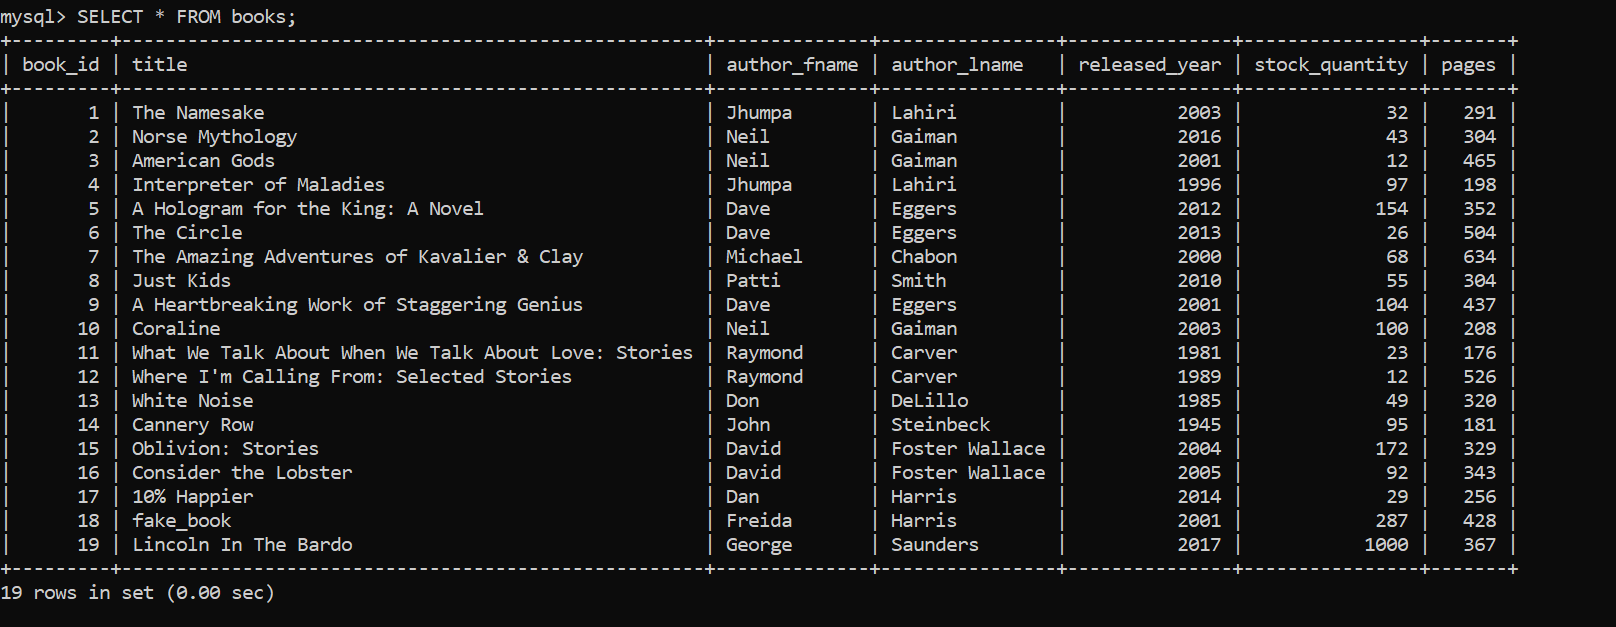 mysql> SELECT * FROM books;
+---------+-----------------------------------------------------+--------------+----------------+---------------+----------------+-------+
| book_id | title                                               | author_fname | author_lname   | released_year | stock_quantity | pages |
+---------+-----------------------------------------------------+--------------+----------------+---------------+----------------+-------+
|       1 | The Namesake                                        | Jhumpa       | Lahiri         |          2003 |             32 |   291 |
|       2 | Norse Mythology                                     | Neil         | Gaiman         |          2016 |             43 |   304 |
|       3 | American Gods                                       | Neil         | Gaiman         |          2001 |             12 |   465 |
|       4 | Interpreter of Maladies                             | Jhumpa       | Lahiri         |          1996 |             97 |   198 |
|       5 | A Hologram for the King: A Novel                    | Dave         | Eggers         |          2012 |            154 |   352 |
|       6 | The Circle                                          | Dave         | Eggers         |          2013 |             26 |   504 |
|       7 | The Amazing Adventures of Kavalier & Clay           | Michael      | Chabon         |          2000 |             68 |   634 |
|       8 | Just Kids                                           | Patti        | Smith          |          2010 |             55 |   304 |
|       9 | A Heartbreaking Work of Staggering Genius           | Dave         | Eggers         |          2001 |            104 |   437 |
|      10 | Coraline                                            | Neil         | Gaiman         |          2003 |            100 |   208 |
|      11 | What We Talk About When We Talk About Love: Stories | Raymond      | Carver         |          1981 |             23 |   176 |
|      12 | Where I'm Calling From: Selected Stories            | Raymond      | Carver         |          1989 |             12 |   526 |
|      13 | White Noise                                         | Don          | DeLillo        |          1985 |             49 |   320 |
|      14 | Cannery Row                                         | John         | Steinbeck      |          1945 |             95 |   181 |
|      15 | Oblivion: Stories                                   | David        | Foster Wallace |          2004 |            172 |   329 |
|      16 | Consider the Lobster                                | David        | Foster Wallace |          2005 |             92 |   343 |
|      17 | 10% Happier                                         | Dan          | Harris         |          2014 |             29 |   256 |
|      18 | fake_book                                           | Freida       | Harris         |          2001 |            287 |   428 |
|      19 | Lincoln In The Bardo                                | George       | Saunders       |          2017 |           1000 |   367 |
+---------+-----------------------------------------------------+--------------+----------------+---------------+----------------+-------+
19 rows in set (0.00 sec)